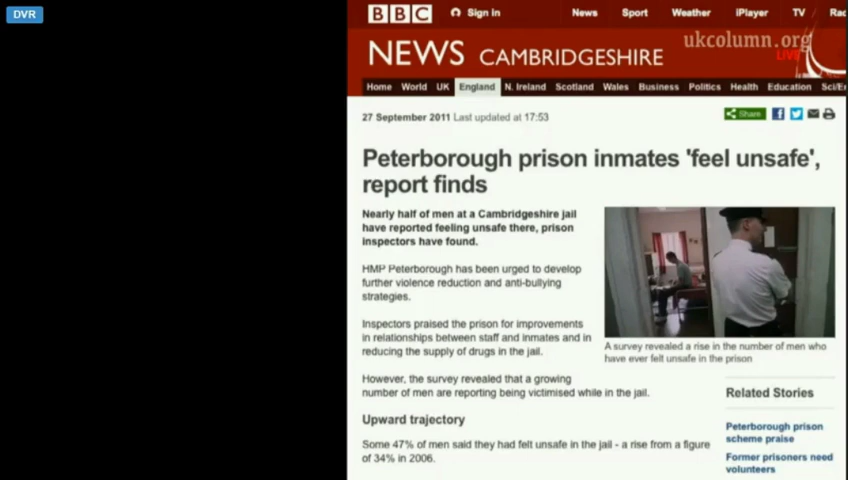 DVR
BBC Sign in News Sport Weather iPlayer TV
ukcolumn.org
LIVE
NEWS CAMBRIDGESHIRE
Home World UK England N. Ireland Scotland Wales Business Politics Health Education
27 September 2011 Last updated at 17:53
Share
Peterborough prison inmates 'feel unsafe',
report finds
Nearly half of men at a Cambridgeshire jail
have reported feeling unsafe there, prison
inspectors have found.
HMP Peterborough has been urged to develop
further violence reduction and anti-bullying
strategies.
Inspectors praised the prison for improvements
in relationships between staff and inmates and in
reducing the supply of drugs in the jail.
However, the survey revealed that a growing
number of men are reporting being victimised while in the jail.
Upward trajectory
Some 47% of men said they had felt unsafe in the jail - a rise from a figure
of 34% in 2006.
A survey revealed a rise in the number of men who
have ever felt unsafe in the prison
Related Stories
Peterborough prison
scheme praise
Former prisoners need
volunteers